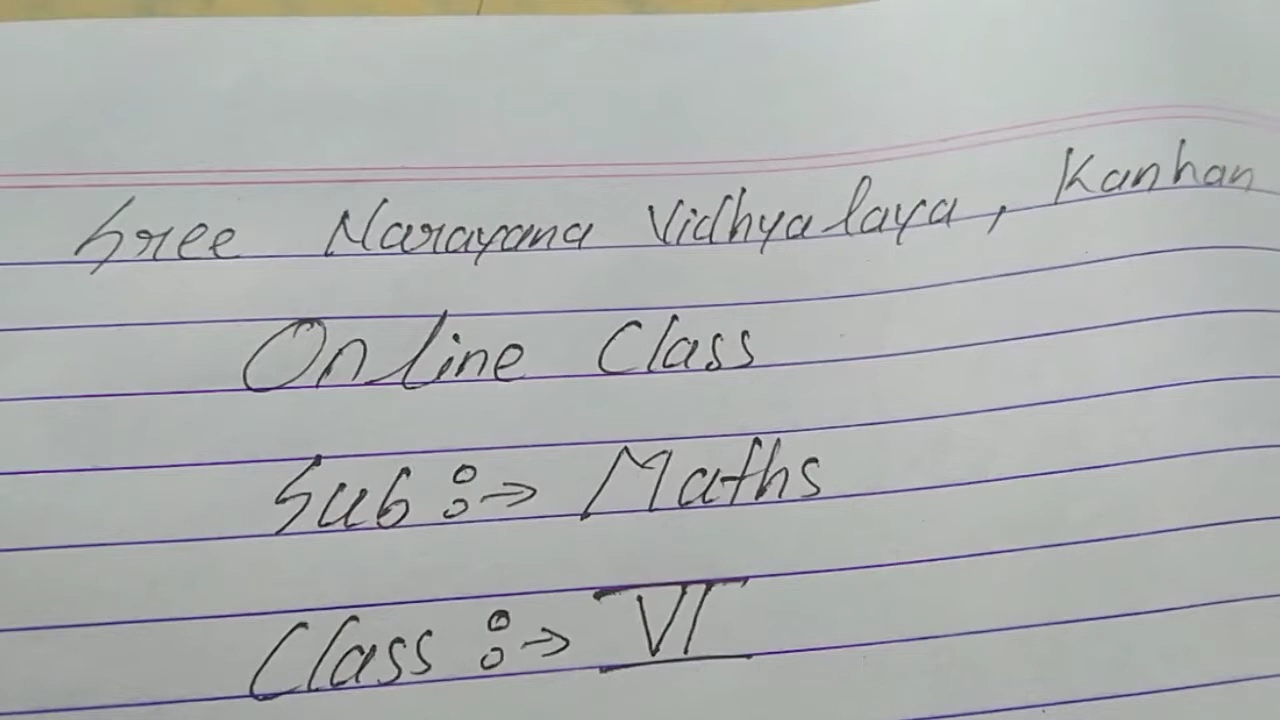 Sree Narayana Vidhyalaya, Kanhan
Online Class
Sub :→ Maths
Class :→ VI